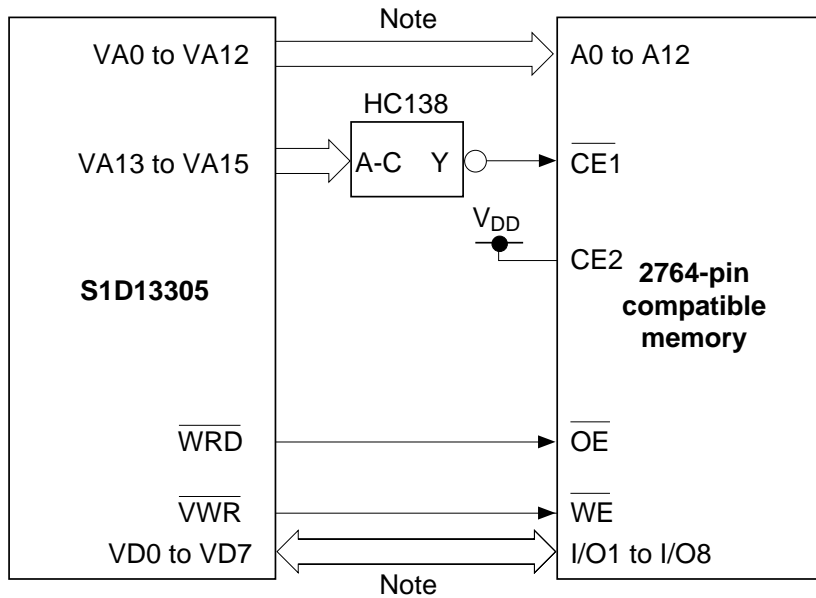 Note
VA0 to VA12
A0 to A12
HC138
VA13 to VA15
A-C Y
CE1
VDD
CE2
S1D13305
2764-pin
compatible
memory
WRD
OE
VWR
WE
VD0 to VD7
I/O1 to I/O8
Note